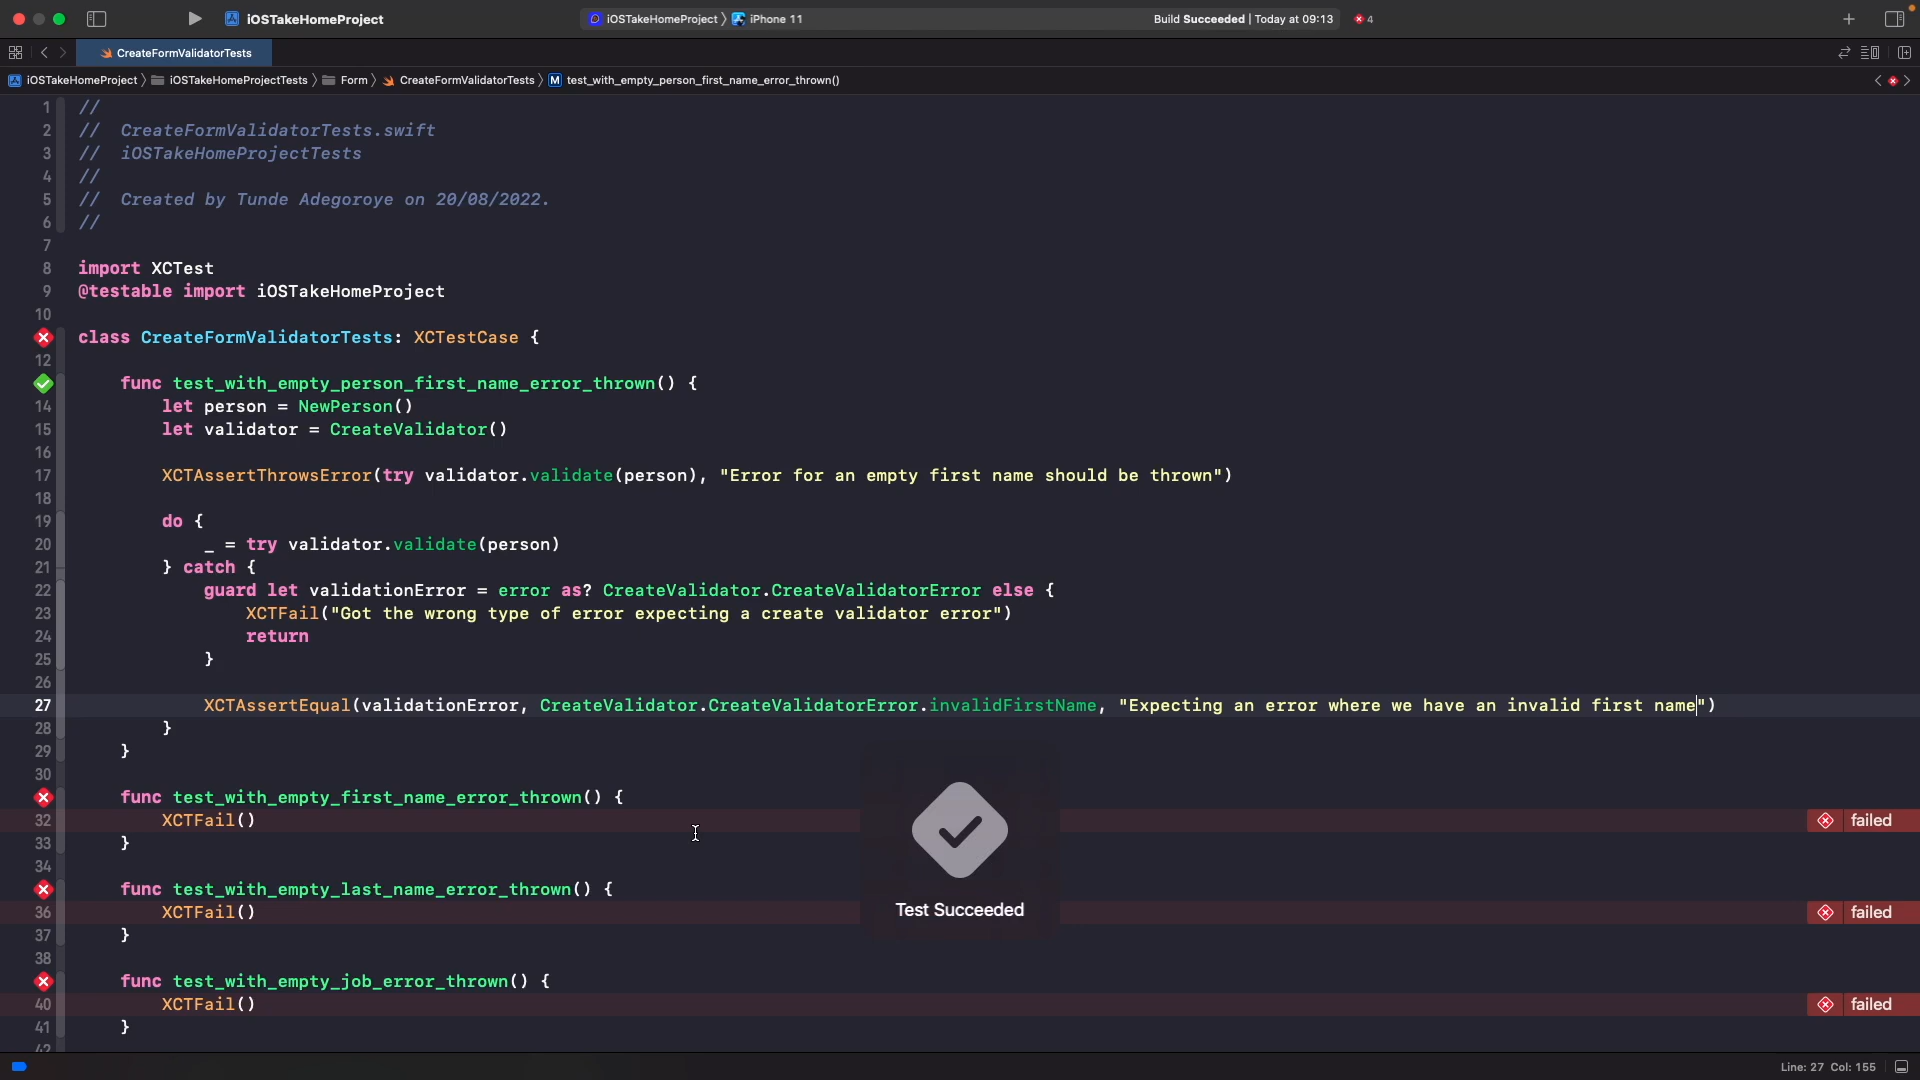 iOSTakeHomeProject
iOSTakeHomeProject iPhone 11
Build Succeeded | Today at 09:13
4
CreateFormValidatorTests
iOSTakeHomeProject iOSTakeHomeProjectTests Form CreateFormValidatorTests M test_with_empty_person_first_name_error_thrown()
1 //
2 //  CreateFormValidatorTests.swift
3 //  iOSTakeHomeProjectTests
4 //
5 //  Created by Tunde Adegoroye on 20/08/2022.
6 //
7
8 import XCTest
9 @testable import iOSTakeHomeProject
10
class CreateFormValidatorTests: XCTestCase {
12
func test_with_empty_person_first_name_error_thrown() {
14 let person = NewPerson()
15 let validator = CreateValidator()
16
17 XCTAssertThrowsError(try validator.validate(person), "Error for an empty first name should be thrown")
18
19 do {
20 _ = try validator.validate(person)
21 } catch {
22 guard let validationError = error as? CreateValidator.CreateValidatorError else {
23 XCTFail("Got the wrong type of error expecting a create validator error")
24 return
25 }
26
27 XCTAssertEqual(validationError, CreateValidator.CreateValidatorError.invalidFirstName, "Expecting an error where we have an invalid first name")
28 }
29 }
30
func test_with_empty_first_name_error_thrown() {
32 XCTFail() failed
33 }
34
func test_with_empty_last_name_error_thrown() {
36 XCTFail() failed
37 }
38
func test_with_empty_job_error_thrown() {
40 XCTFail() failed
41 }
42
Test Succeeded
Line: 27 Col: 155